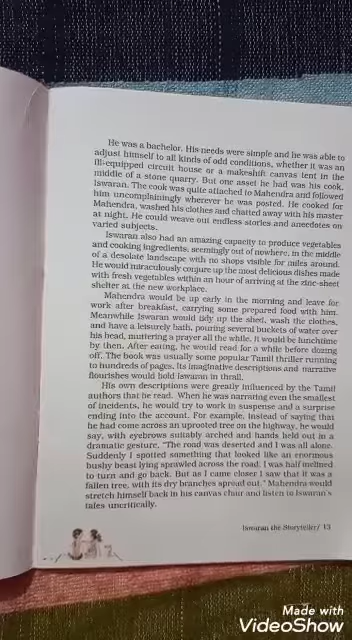 He was a bachelor. His needs were simple and he was able to
adjust himself to all kinds of odd conditions, whether it was an
ill-equipped circuit house or a makeshift canvas tent in the
middle of a stone quarry. But one asset he had was his cook,
Iswaran. The cook was quite attached to Mahendra and followed
him uncomplainingly wherever he was posted. He cooked for
Mahendra, washed his clothes and chatted away with his master
at night. He could weave out endless stories and anecdotes on
varied subjects.
Iswaran also had an amazing capacity to produce vegetables
and cooking ingredients, seemingly out of nowhere, in the middle
of a desolate landscape with no shops visible for miles around.
He would miraculously conjure up the most delicious dishes made
with fresh vegetables within an hour of arriving at the zinc-sheet
shelter at the new workplace.
Mahendra would be up early in the morning and leave for
work after breakfast, carrying some prepared food with him.
Meanwhile Iswaran would tidy up the shed, wash the clothes,
and have a leisurely bath, pouring several buckets of water over
his head, muttering a prayer all the while. It would be lunchtime
by then. After eating, he would read for a while before dozing
off. The book was usually some popular Tamil thriller running
to hundreds of pages. Its imaginative descriptions and narrative
flourishes would hold Iswaran in thrall.
His own descriptions were greatly influenced by the Tamil
authors that he read. When he was narrating even the smallest
of incidents, he would try to work in suspense and a surprise
ending into the account. For example, instead of saying that
he had come across an uprooted tree on the highway, he would
say, with eyebrows suitably arched and hands held out in a
dramatic gesture, "The road was deserted and I was all alone.
Suddenly I spotted something that looked like an enormous
bushy beast lying sprawled across the road. I was half inclined
to turn and go back. But as I came closer I saw that it was a
fallen tree, with its dry branches spread out." Mahendra would
stretch himself back in his canvas chair and listen to Iswaran's
tales uncritically.
Iswaran the Storyteller/ 13
Made with
VideoShow